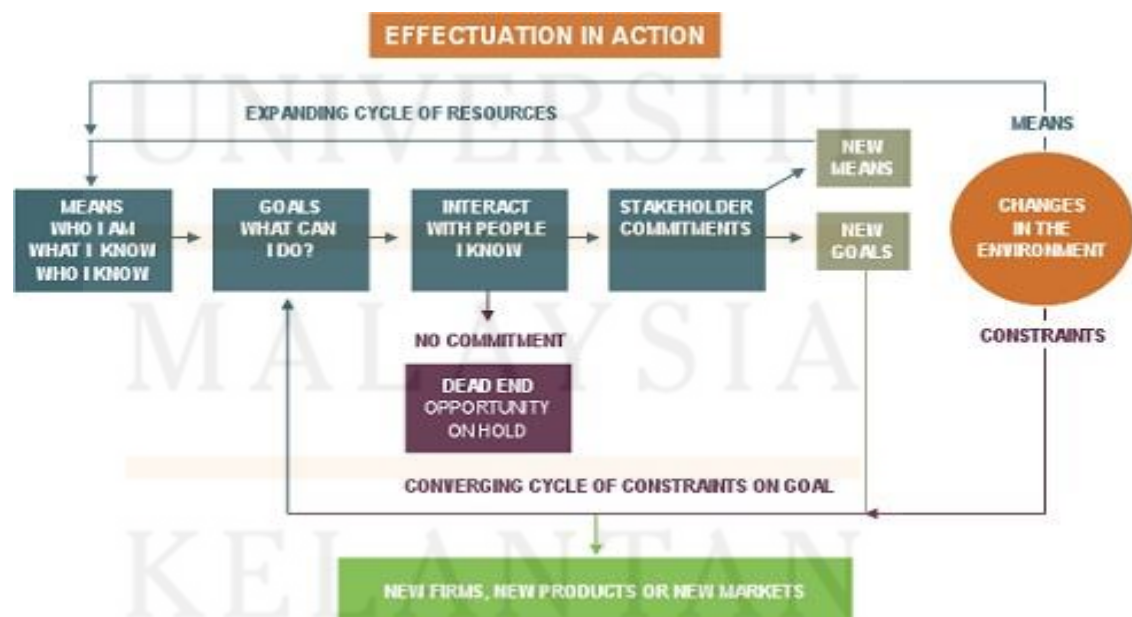 EFFECTUATION IN ACTION
UNIVERSITI
EXPANDING CYCLE OF RESOURCES
MEANS
NEW
MEANS
MEANS
WHO I AM
WHAT I KNOW
WHO I KNOW
GOALS
WHAT CAN
I DO?
INTERACT
WITH PEOPLE
I KNOW
STAKEHOLDER
COMMITMENTS
NEW
GOALS
CHANGES
IN THE
ENVIRONMENT
MALAYSIA
NO COMMITMENT
CONSTRAINTS
DEAD END
OPPORTUNITY
ON HOLD
CONVERGING CYCLE OF CONSTRAINTS ON GOAL
KELANTAN
NEW FIRMS, NEW PRODUCTS OR NEW MARKETS